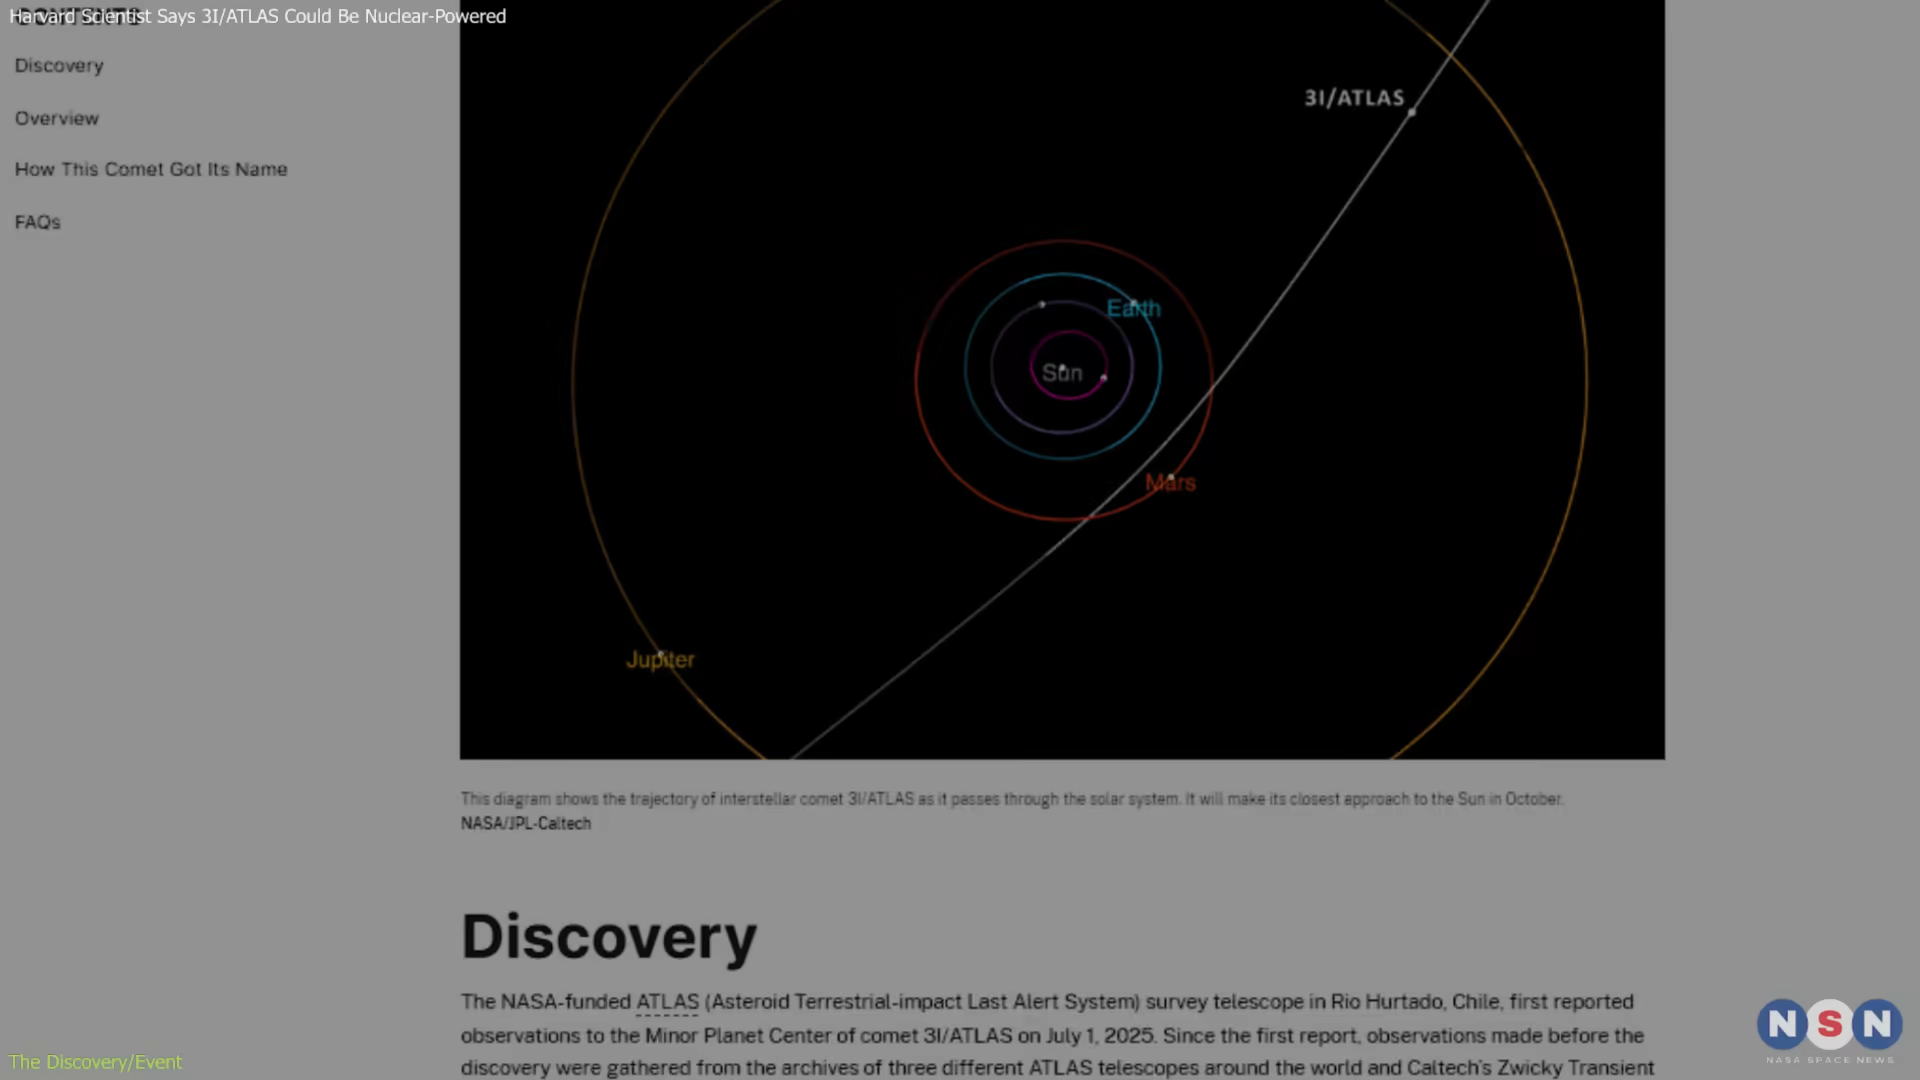 Harvard Scientist Says 3I/ATLAS Could Be Nuclear-Powered
CONTENTS
Discovery
Overview
How This Comet Got Its Name
FAQs
3I/ATLAS
Earth
Sun
Mars
Jupiter
This diagram shows the trajectory of interstellar comet 3I/ATLAS as it passes through the solar system. It will make its closest approach to the Sun in October.
NASA/JPL-Caltech
Discovery
The NASA-funded ATLAS (Asteroid Terrestrial-impact Last Alert System) survey telescope in Rio Hurtado, Chile, first reported
observations to the Minor Planet Center of comet 3I/ATLAS on July 1, 2025. Since the first report, observations made before the
discovery were gathered from the archives of three different ATLAS telescopes around the world and Caltech's Zwicky Transient
The Discovery/Event
NSN
NASA SPACE NEWS